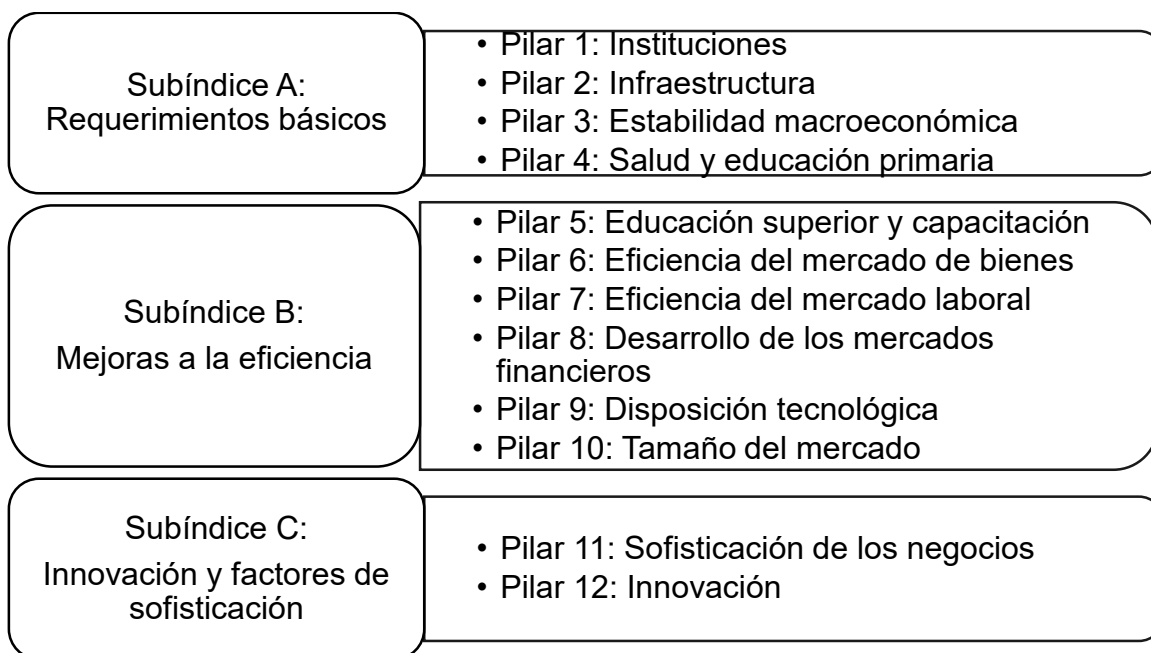 Subíndice A:
Requerimientos básicos
• Pilar 1: Instituciones
• Pilar 2: Infraestructura
• Pilar 3: Estabilidad macroeconómica
• Pilar 4: Salud y educación primaria
Subíndice B:
Mejoras a la eficiencia
• Pilar 5: Educación superior y capacitación
• Pilar 6: Eficiencia del mercado de bienes
• Pilar 7: Eficiencia del mercado laboral
• Pilar 8: Desarrollo de los mercados
financieros
• Pilar 9: Disposición tecnológica
• Pilar 10: Tamaño del mercado
Subíndice C:
Innovación y factores de
sofisticación
• Pilar 11: Sofisticación de los negocios
• Pilar 12: Innovación